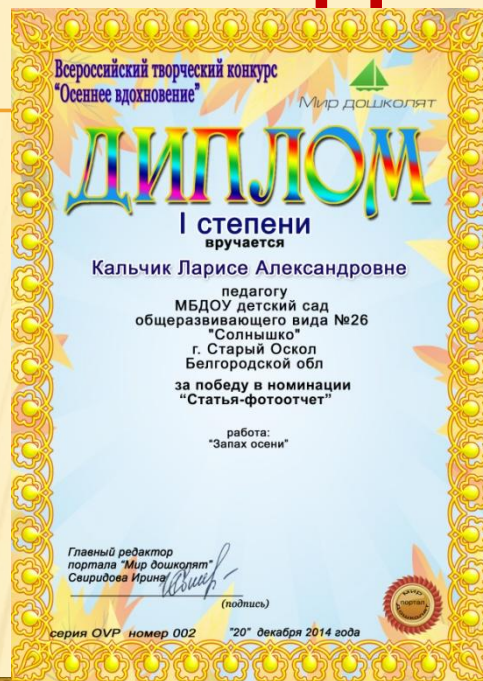 Всероссийский творческий конкурс
"Осеннее вдохновение"
Мир дошколят
ДИПЛОМ
I степени
вручается
Кальчик Ларисе Александровне
педагогу
МБДОУ детский сад
общеразвивающего вида №26
"Солнышко"
г. Старый Оскол
Белгородской обл
за победу в номинации
"Статья-фотоотчет"
работа:
"Запах осени"
Главный редактор
портала "Мир дошколят"
Свиридова Ирина
(подпись)
МИР
портал
серия OVP номер 002 "20" декабря 2014 года